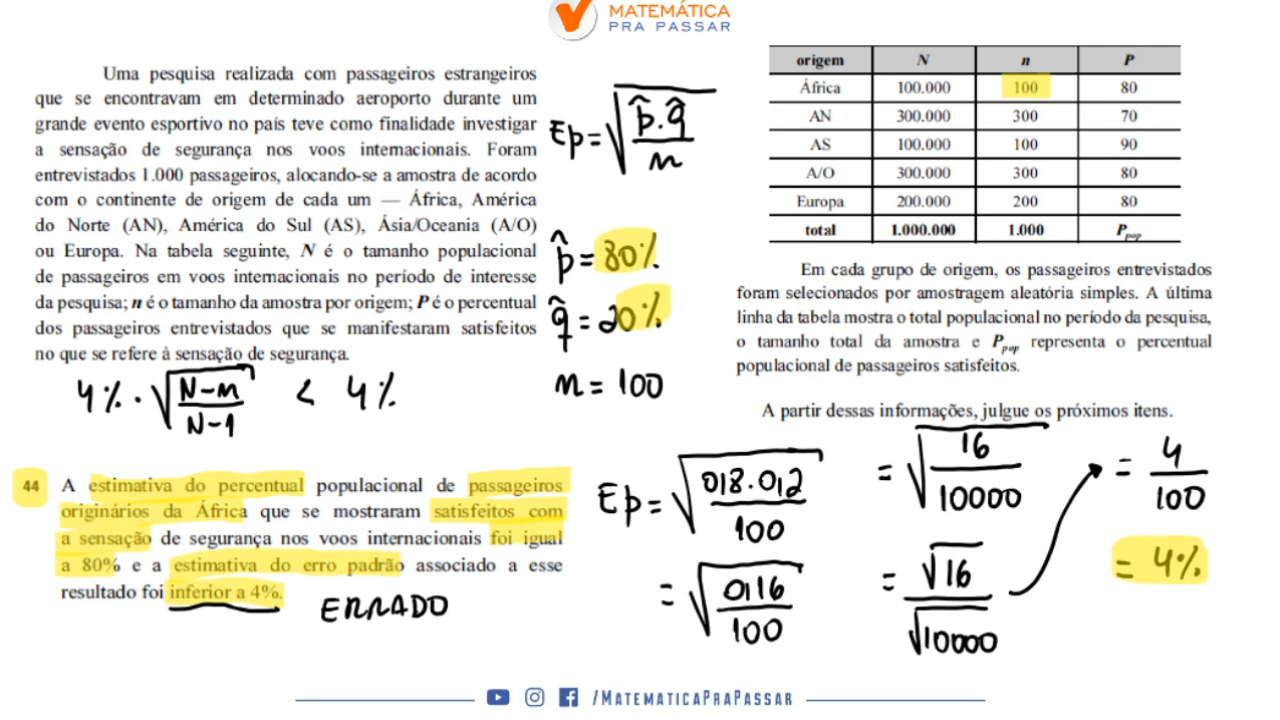 MATEMÁTICA
PRA PASSAR
Uma pesquisa realizada com passageiros estrangeiros
que se encontravam em determinado aeroporto durante um
grande evento esportivo no país teve como finalidade investigar
a sensação de segurança nos voos internacionais. Foram
entrevistados 1.000 passageiros, alocando-se a amostra de acordo
com o continente de origem de cada um — África, América
do Norte (AN), América do Sul (AS), Ásia/Oceania (A/O)
ou Europa. Na tabela seguinte, N é o tamanho populacional
de passageiros em voos internacionais no período de interesse
da pesquisa; n é o tamanho da amostra por origem; P é o percentual
dos passageiros entrevistados que se manifestaram satisfeitos
no que se refere à sensação de segurança.
4% . √(N-n / N-1) < 4%
44 A estimativa do percentual populacional de passageiros
originários da África que se mostraram satisfeitos com
a sensação de segurança nos voos internacionais foi igual
a 80% e a estimativa do erro padrão associado a esse
resultado foi inferior a 4%.
ERRADO
Ep = √(p̂.q̂ / n)
p̂ = 80%
q̂ = 20%
n = 100
origem N n P
África 100.000 100 80
AN 300.000 300 70
AS 100.000 100 90
A/O 300.000 300 80
Europa 200.000 200 80
total 1.000.000 1.000 Ppop
Em cada grupo de origem, os passageiros entrevistados
foram selecionados por amostragem aleatória simples. A última
linha da tabela mostra o total populacional no período da pesquisa,
o tamanho total da amostra e Ppop representa o percentual
populacional de passageiros satisfeitos.
A partir dessas informações, julgue os próximos itens.
Ep = √(0,8.0,2 / 100)
= √(0,16 / 100)
= √(16 / 10000)
= √16 / √10000
= 4 / 100
= 4%
/MatematicaPraPassar